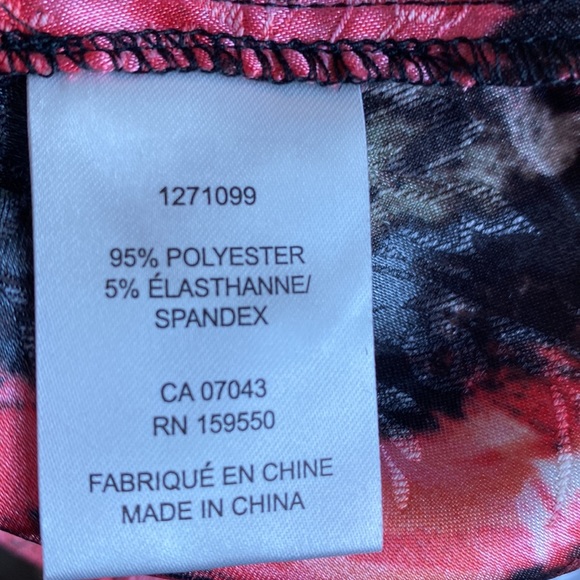 1271099
95% POLYESTER
5% ÉLASTHANNE/
SPANDEX
CA 07043
RN 159550
FABRIQUÉ EN CHINE
MADE IN CHINA